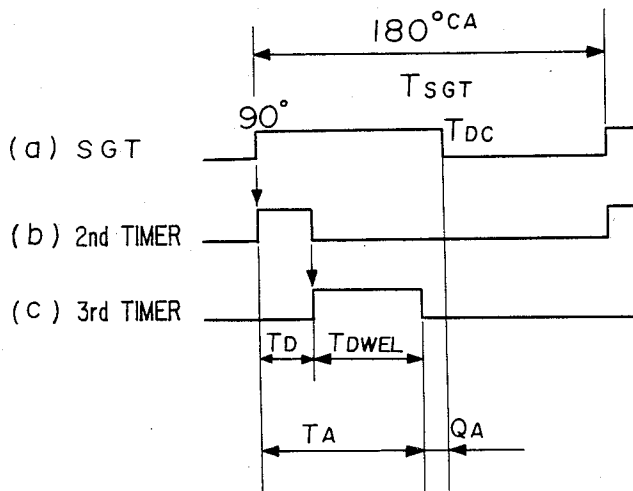 180°CA
TSGT
90°
TDC
(a) SGT
(b) 2nd TIMER
(c) 3rd TIMER
TD TDWEL
TA QA